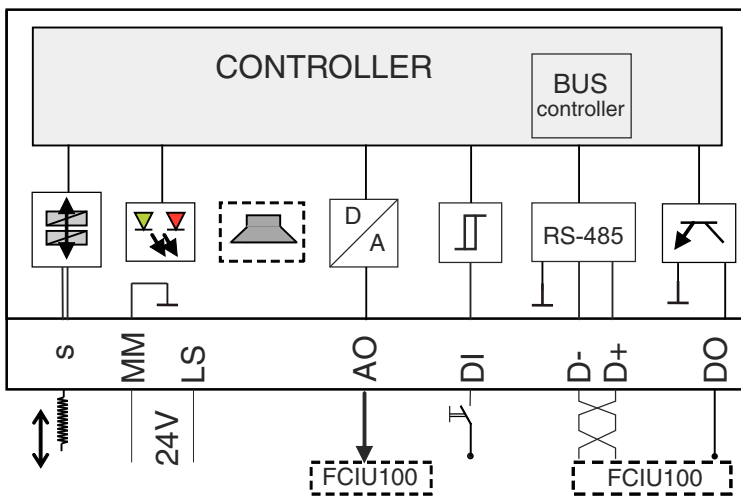 CONTROLLER
BUS
controller
D
A
RS-485
s
MM
LS
AO
DI
D-
D+
DO
24V
FCIU100
FCIU100